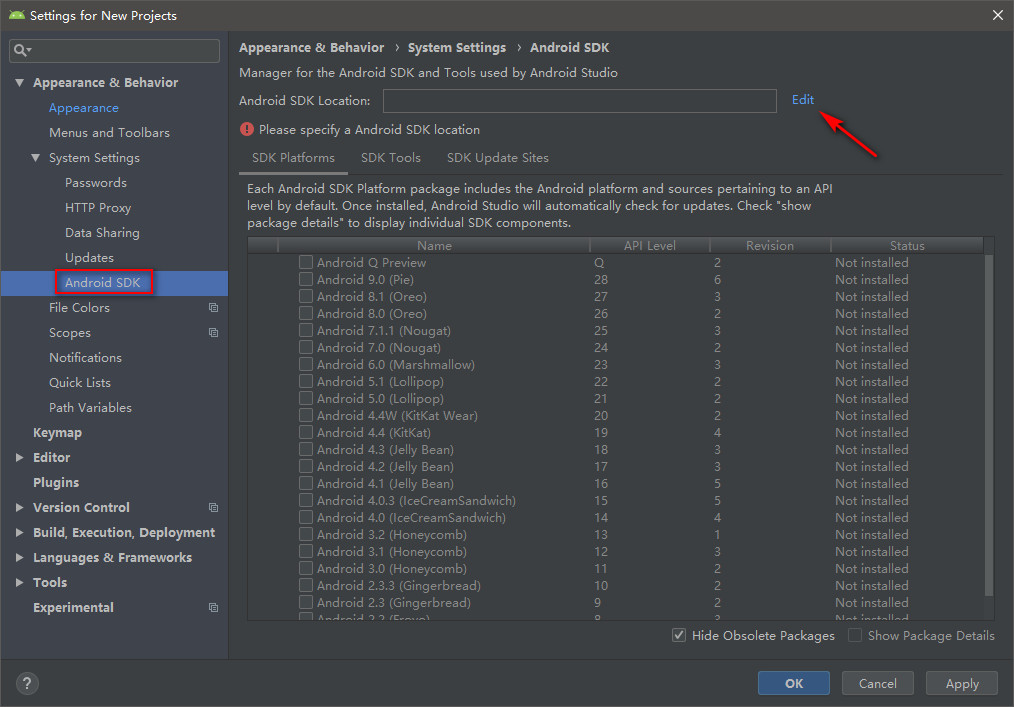 Settings for New Projects
Appearance & Behavior
Appearance
Menus and Toolbars
System Settings
Passwords
HTTP Proxy
Data Sharing
Updates
Android SDK
File Colors
Scopes
Notifications
Quick Lists
Path Variables
Keymap
Editor
Plugins
Version Control
Build, Execution, Deployment
Languages & Frameworks
Tools
Experimental
Appearance & Behavior › System Settings › Android SDK
Manager for the Android SDK and Tools used by Android Studio
Android SDK Location: Edit
Please specify a Android SDK location
SDK Platforms SDK Tools SDK Update Sites
Each Android SDK Platform package includes the Android platform and sources pertaining to an API
level by default. Once installed, Android Studio will automatically check for updates. Check "show
package details" to display individual SDK components.
Name API Level Revision Status
Android Q Preview Q 2 Not installed
Android 9.0 (Pie) 28 6 Not installed
Android 8.1 (Oreo) 27 3 Not installed
Android 8.0 (Oreo) 26 2 Not installed
Android 7.1.1 (Nougat) 25 3 Not installed
Android 7.0 (Nougat) 24 2 Not installed
Android 6.0 (Marshmallow) 23 3 Not installed
Android 5.1 (Lollipop) 22 2 Not installed
Android 5.0 (Lollipop) 21 2 Not installed
Android 4.4W (KitKat Wear) 20 2 Not installed
Android 4.4 (KitKat) 19 4 Not installed
Android 4.3 (Jelly Bean) 18 3 Not installed
Android 4.2 (Jelly Bean) 17 3 Not installed
Android 4.1 (Jelly Bean) 16 5 Not installed
Android 4.0.3 (IceCreamSandwich) 15 5 Not installed
Android 4.0 (IceCreamSandwich) 14 4 Not installed
Android 3.2 (Honeycomb) 13 1 Not installed
Android 3.1 (Honeycomb) 12 3 Not installed
Android 3.0 (Honeycomb) 11 2 Not installed
Android 2.3.3 (Gingerbread) 10 2 Not installed
Android 2.3 (Gingerbread) 9 2 Not installed
Android 2.2 (Froyo) 8 3 Not installed
Hide Obsolete Packages Show Package Details
? OK Cancel Apply